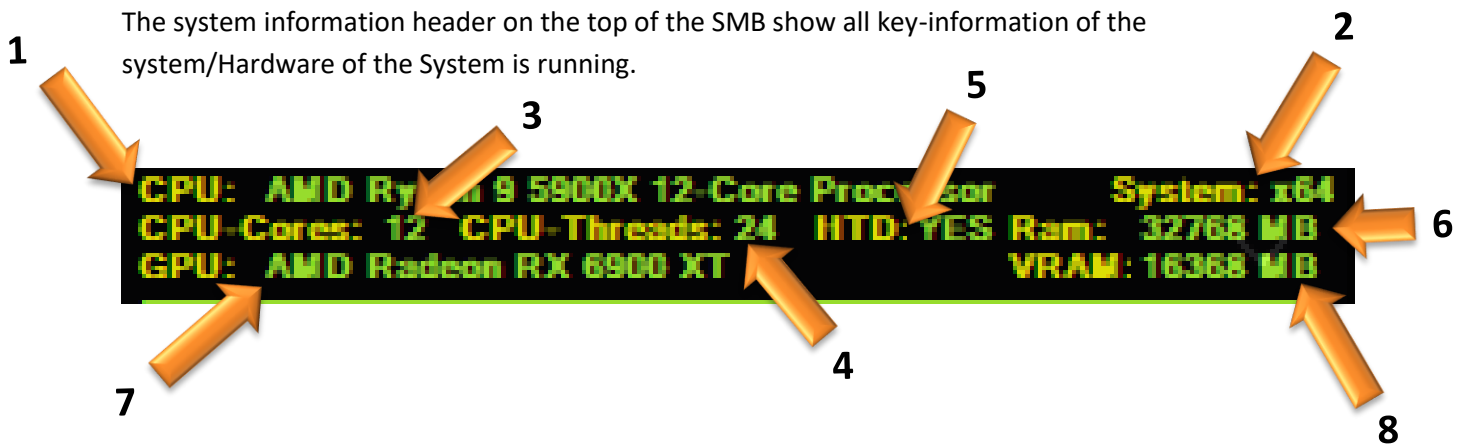 The system information header on the top of the SMB show all key-information of the
system/Hardware of the System is running.
1
2
3
5
CPU: AMD Ryzen 9 5900X 12-Core Processor System: x64
CPU-Cores: 12 CPU-Threads: 24 HTD: YES Ram: 32768 MB
6
GPU: AMD Radeon RX 6900 XT VRAM: 16368 MB
4
7
8